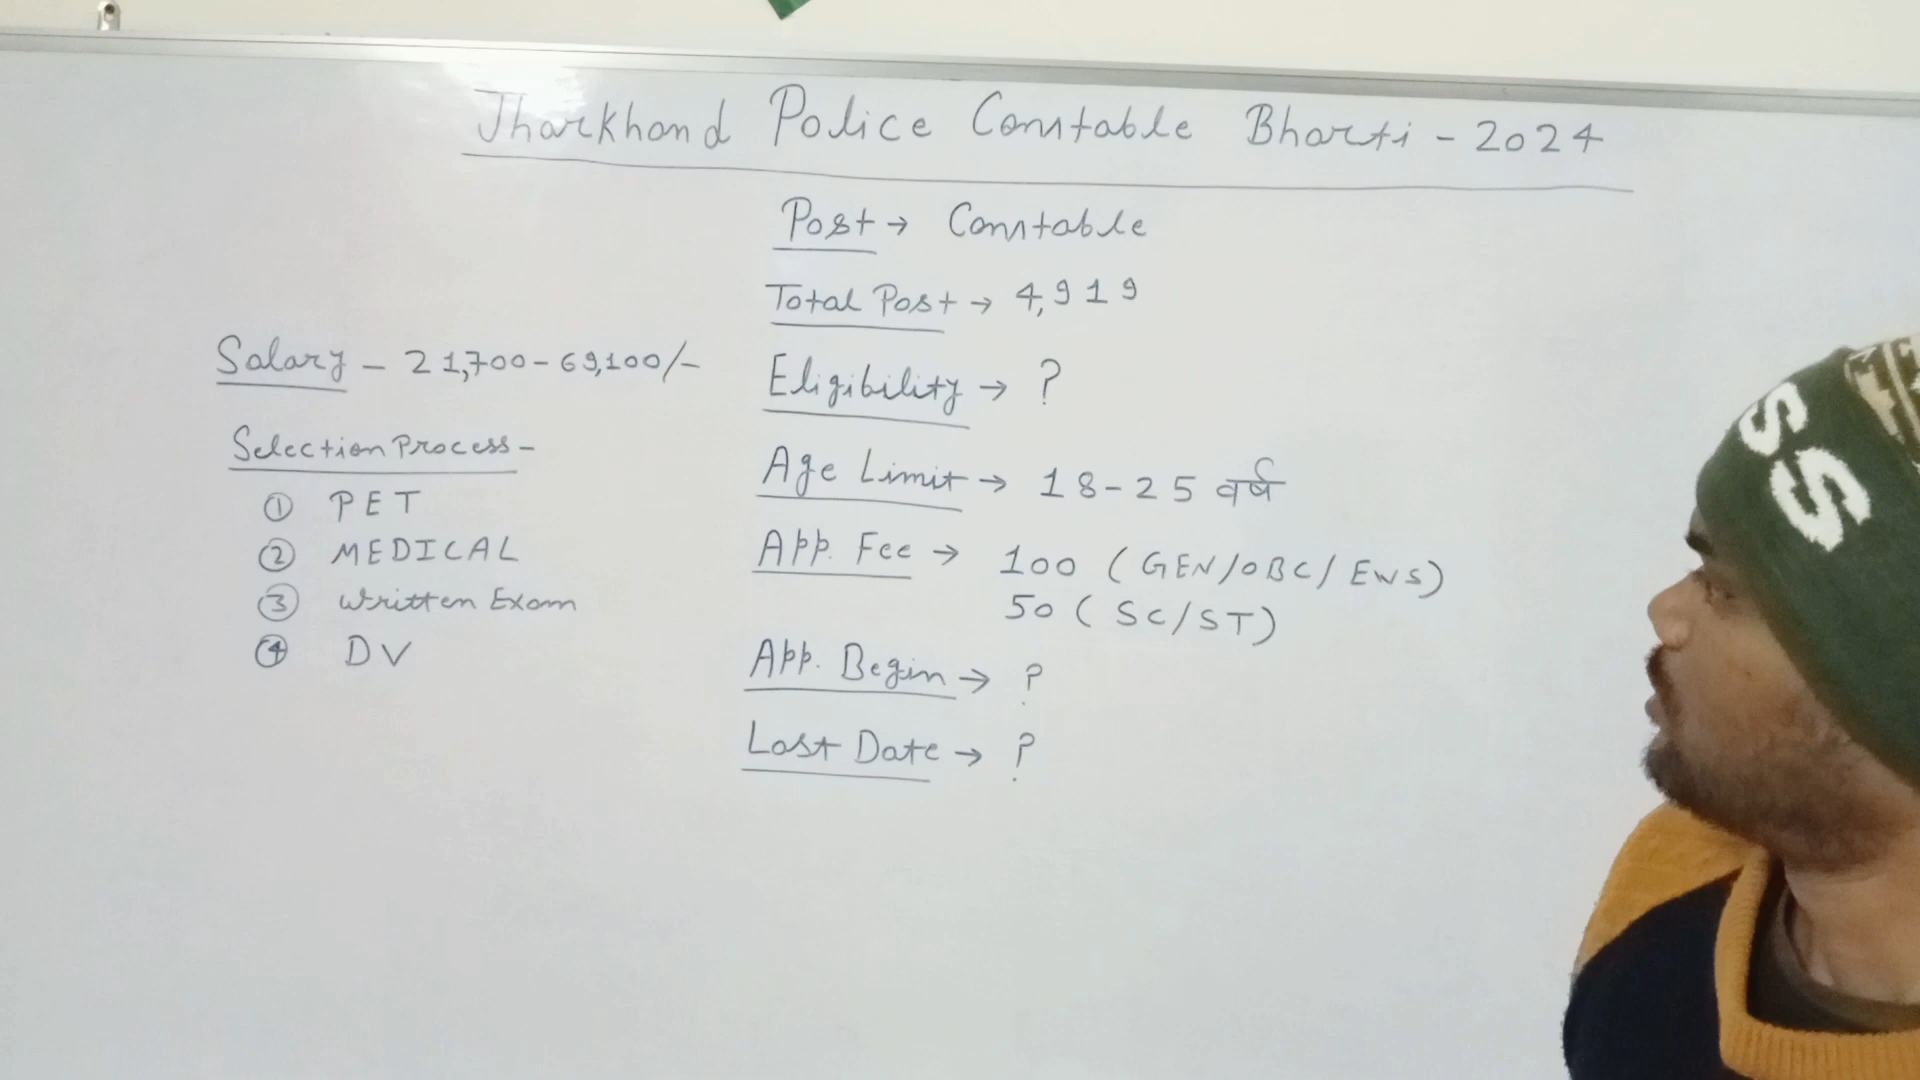 Jharkhand Police Constable Bharti - 2024
Post → Constable
Total Post → 4,919
Eligibility → ?
Age Limit → 18-25 वर्ष
App. Fee → 100 (GEN/OBC/EWS)
50 (SC/ST)
App. Begin → ?
Last Date → ?
Salary - 21,700-69,100/-
Selection Process -
① PET
② MEDICAL
③ Written Exam
④ DV
SS